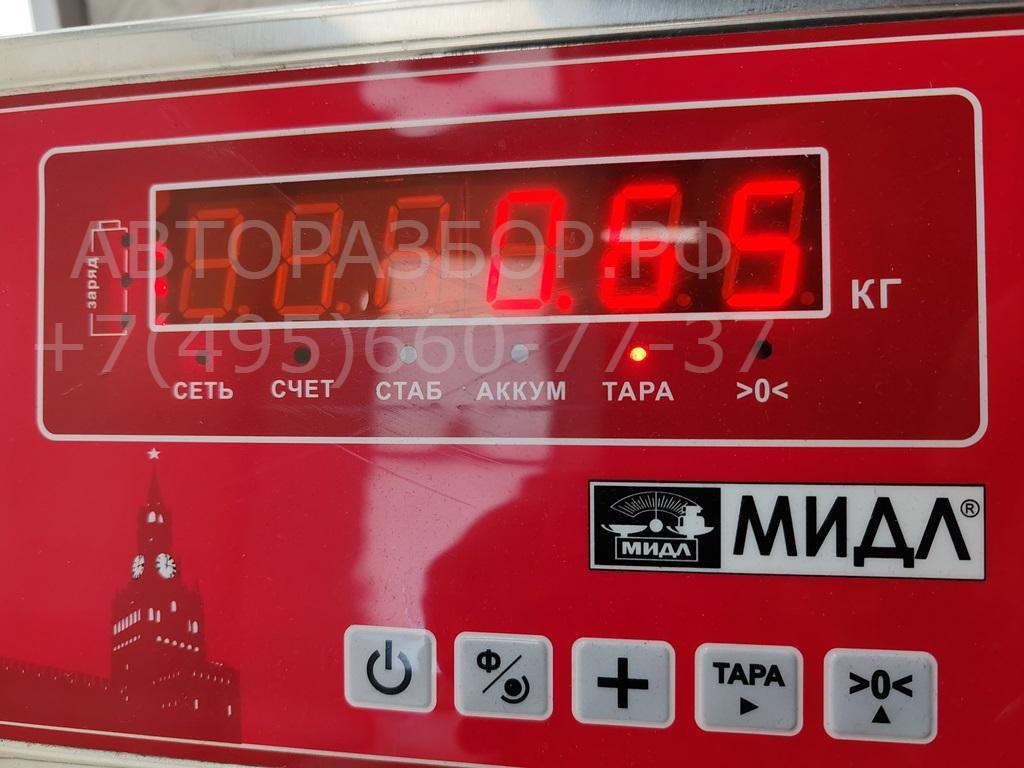 АВТОРАЗБОР.РФ
+7(495)660-77-37
заряд
0.65
КГ
СЕТЬ СЧЕТ СТАБ АККУМ ТАРА >0<
МИДЛ МИДЛ®
Ф/
+
ТАРА
>0<